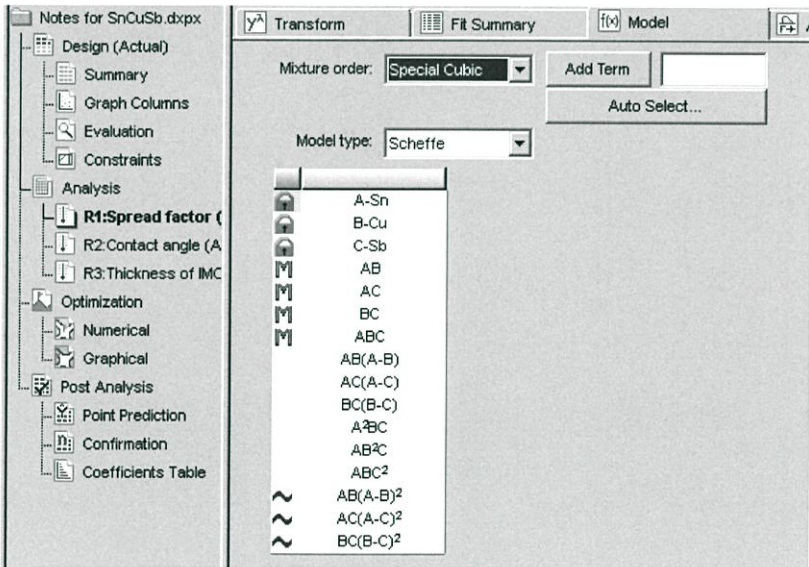 Notes for SnCuSb.dxpx
Design (Actual)
Summary
Graph Columns
Evaluation
Constraints
Analysis
R1:Spread factor (
R2:Contact angle (A
R3:Thickness of IMC
Optimization
Numerical
Graphical
Post Analysis
Point Prediction
Confirmation
Coefficients Table
yλ Transform
Fit Summary
f(x) Model
Mixture order: Special Cubic
Add Term
Auto Select...
Model type: Scheffe
A-Sn
B-Cu
C-Sb
M AB
M AC
M BC
M ABC
AB(A-B)
AC(A-C)
BC(B-C)
A²BC
AB²C
ABC²
~ AB(A-B)²
~ AC(A-C)²
~ BC(B-C)²